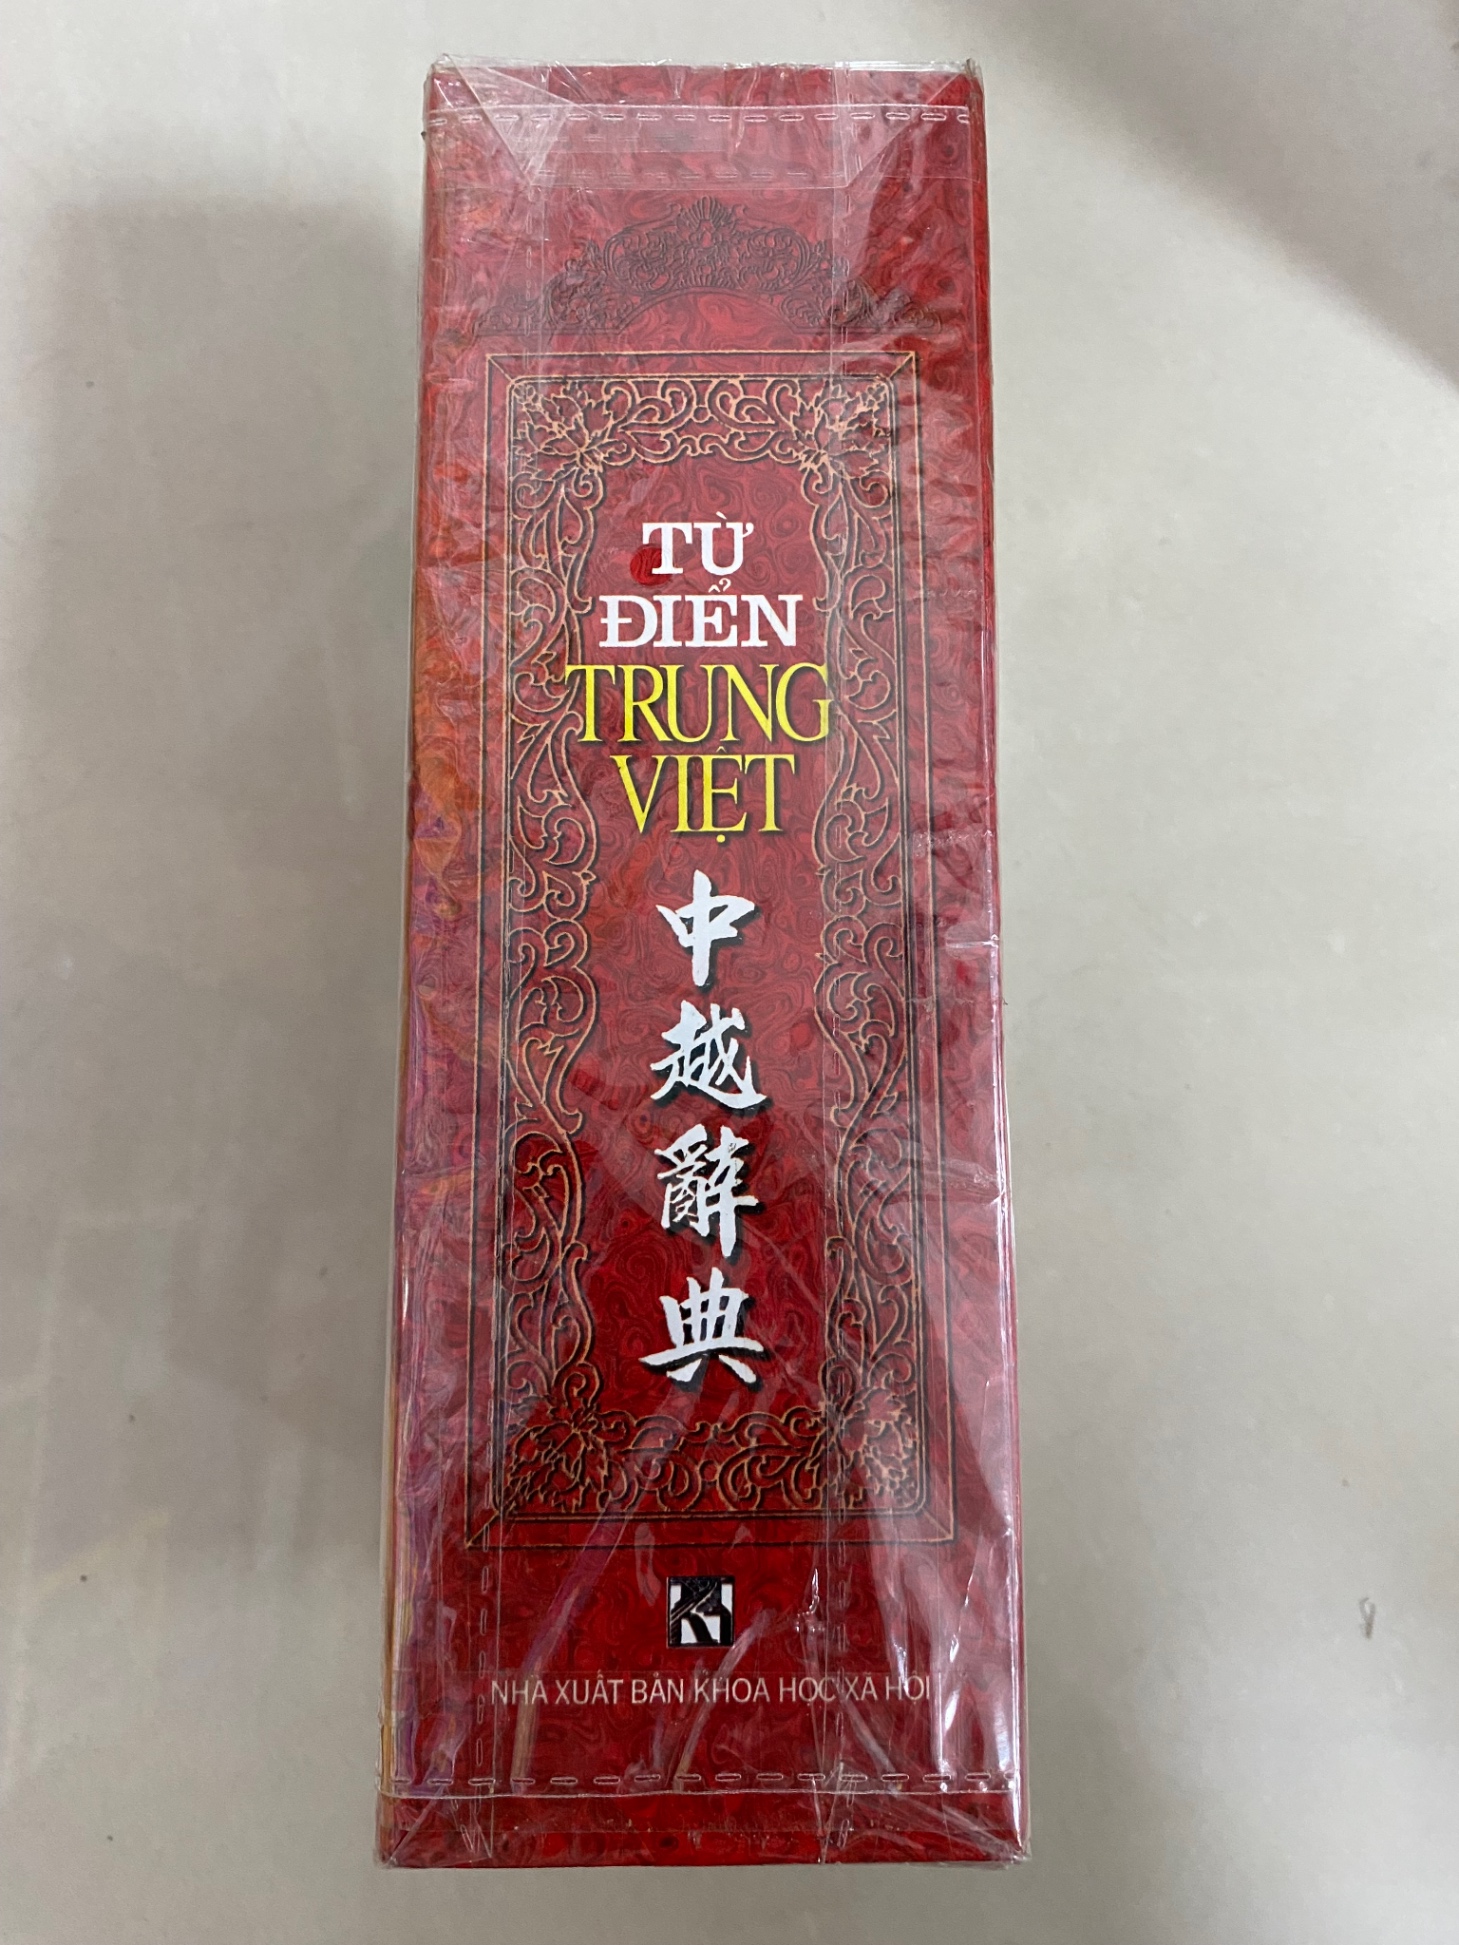 TỪ
ĐIỂN
TRUNG
VIỆT
中
越
辭
典
NHÀ XUẤT BẢN KHOA HỌC XÃ HỘI